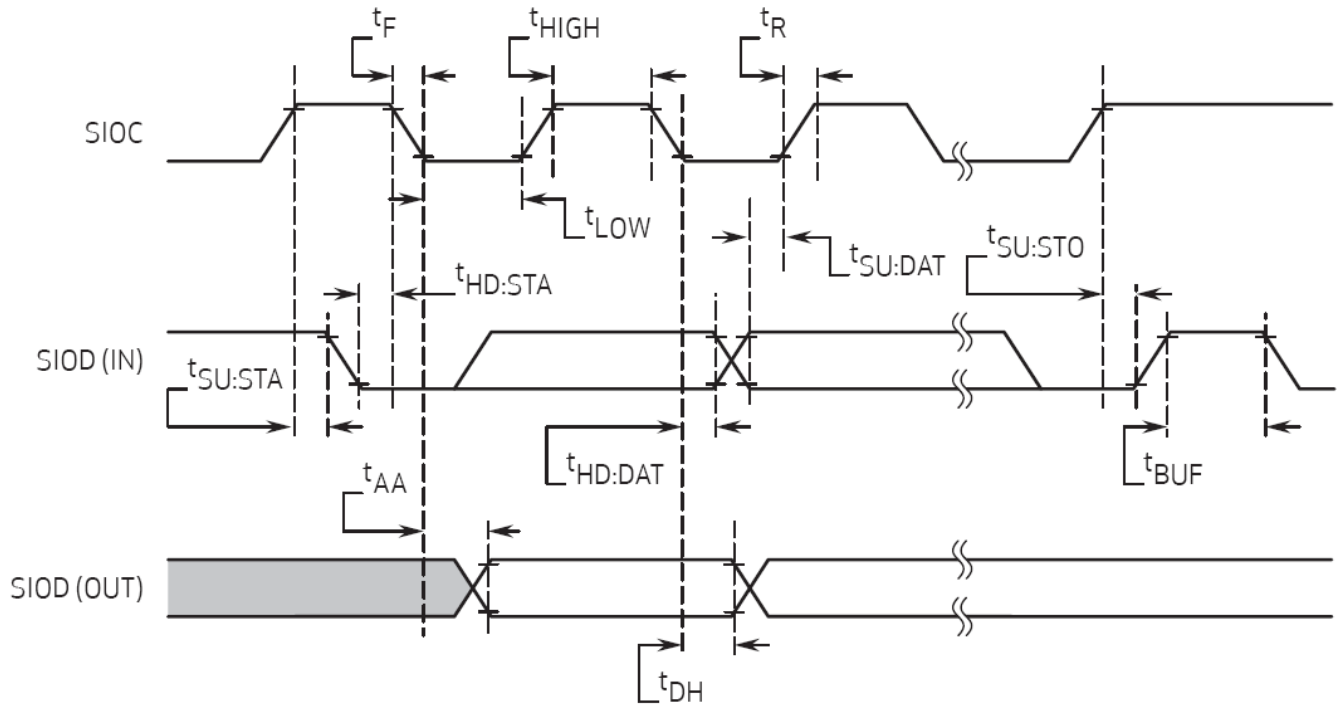 tF
tHIGH
tR
SIOC
tLOW
tSU:DAT
tSU:STO
tHD:STA
SIOD (IN)
tSU:STA
tHD:DAT
tBUF
tAA
SIOD (OUT)
tDH